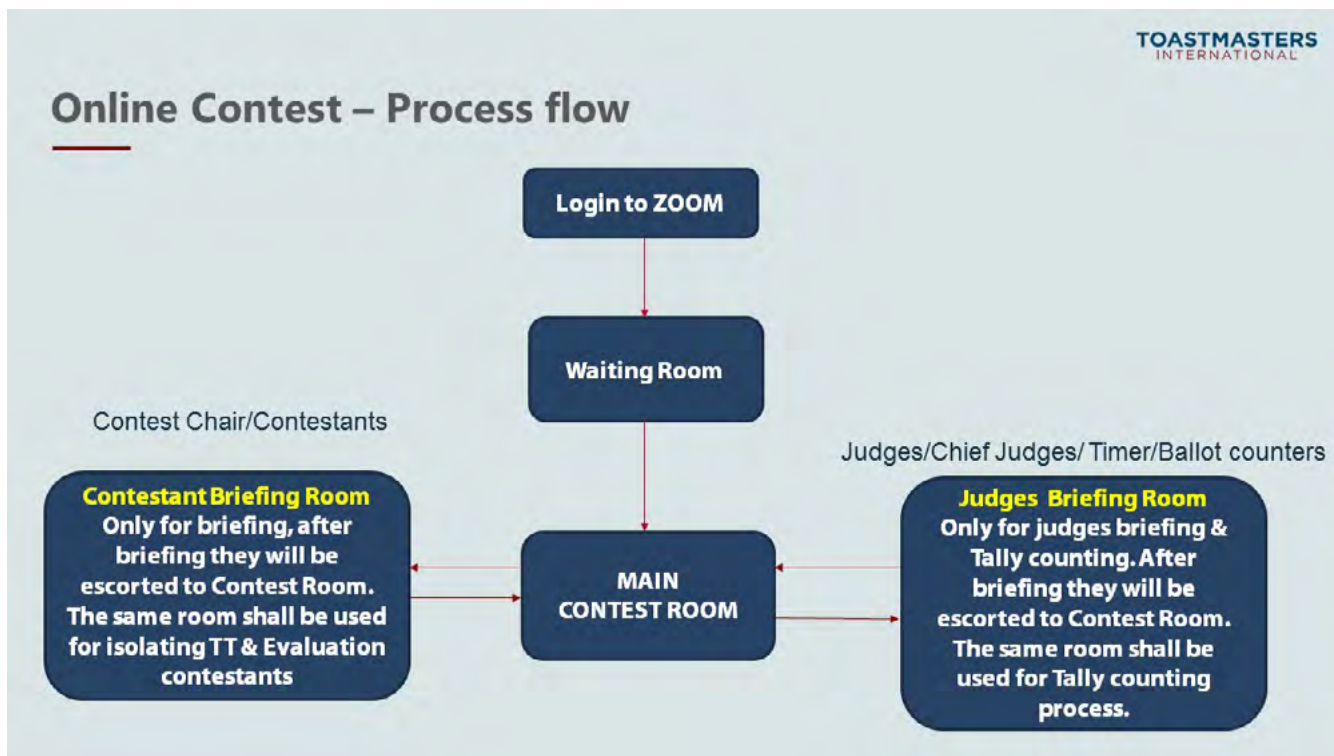 TOASTMASTERS
INTERNATIONAL
Online Contest – Process flow
Login to ZOOM
Waiting Room
Contest Chair/Contestants
Contestant Briefing Room
Only for briefing, after
briefing they will be
escorted to Contest Room.
The same room shall be used
for isolating TT & Evaluation
contestants
MAIN
CONTEST ROOM
Judges/Chief Judges/ Timer/Ballot counters
Judges Briefing Room
Only for judges briefing &
Tally counting. After
briefing they will be
escorted to Contest Room.
The same room shall be
used for Tally counting
process.